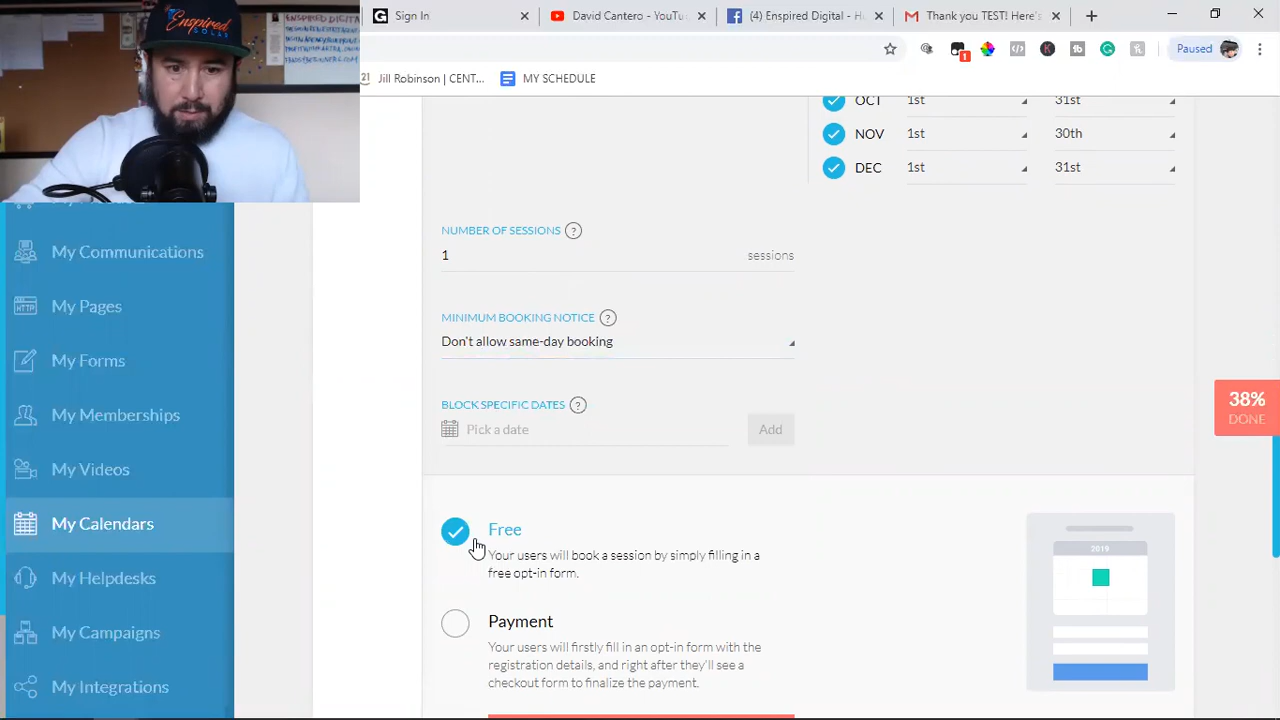 Sign In
David Cantero - YouTu
(4) Enspired Digital - H
Thank you TEST! Here
Enspired
Jill Robinson | CENT...
MY SCHEDULE
Paused
1
OCT 1st 31st
NOV 1st 30th
DEC 1st 31st
My Communications
My Pages
HTTP
My Forms
My Memberships
My Videos
My Calendars
My Helpdesks
My Campaigns
My Integrations
NUMBER OF SESSIONS ?
1 sessions
MINIMUM BOOKING NOTICE ?
Don't allow same-day booking
BLOCK SPECIFIC DATES ?
Pick a date Add
38%
DONE
Free
Your users will book a session by simply filling in a
free opt-in form.
Payment
Your users will firstly fill in an opt-in form with the
registration details, and right after they'll see a
checkout form to finalize the payment.
2019